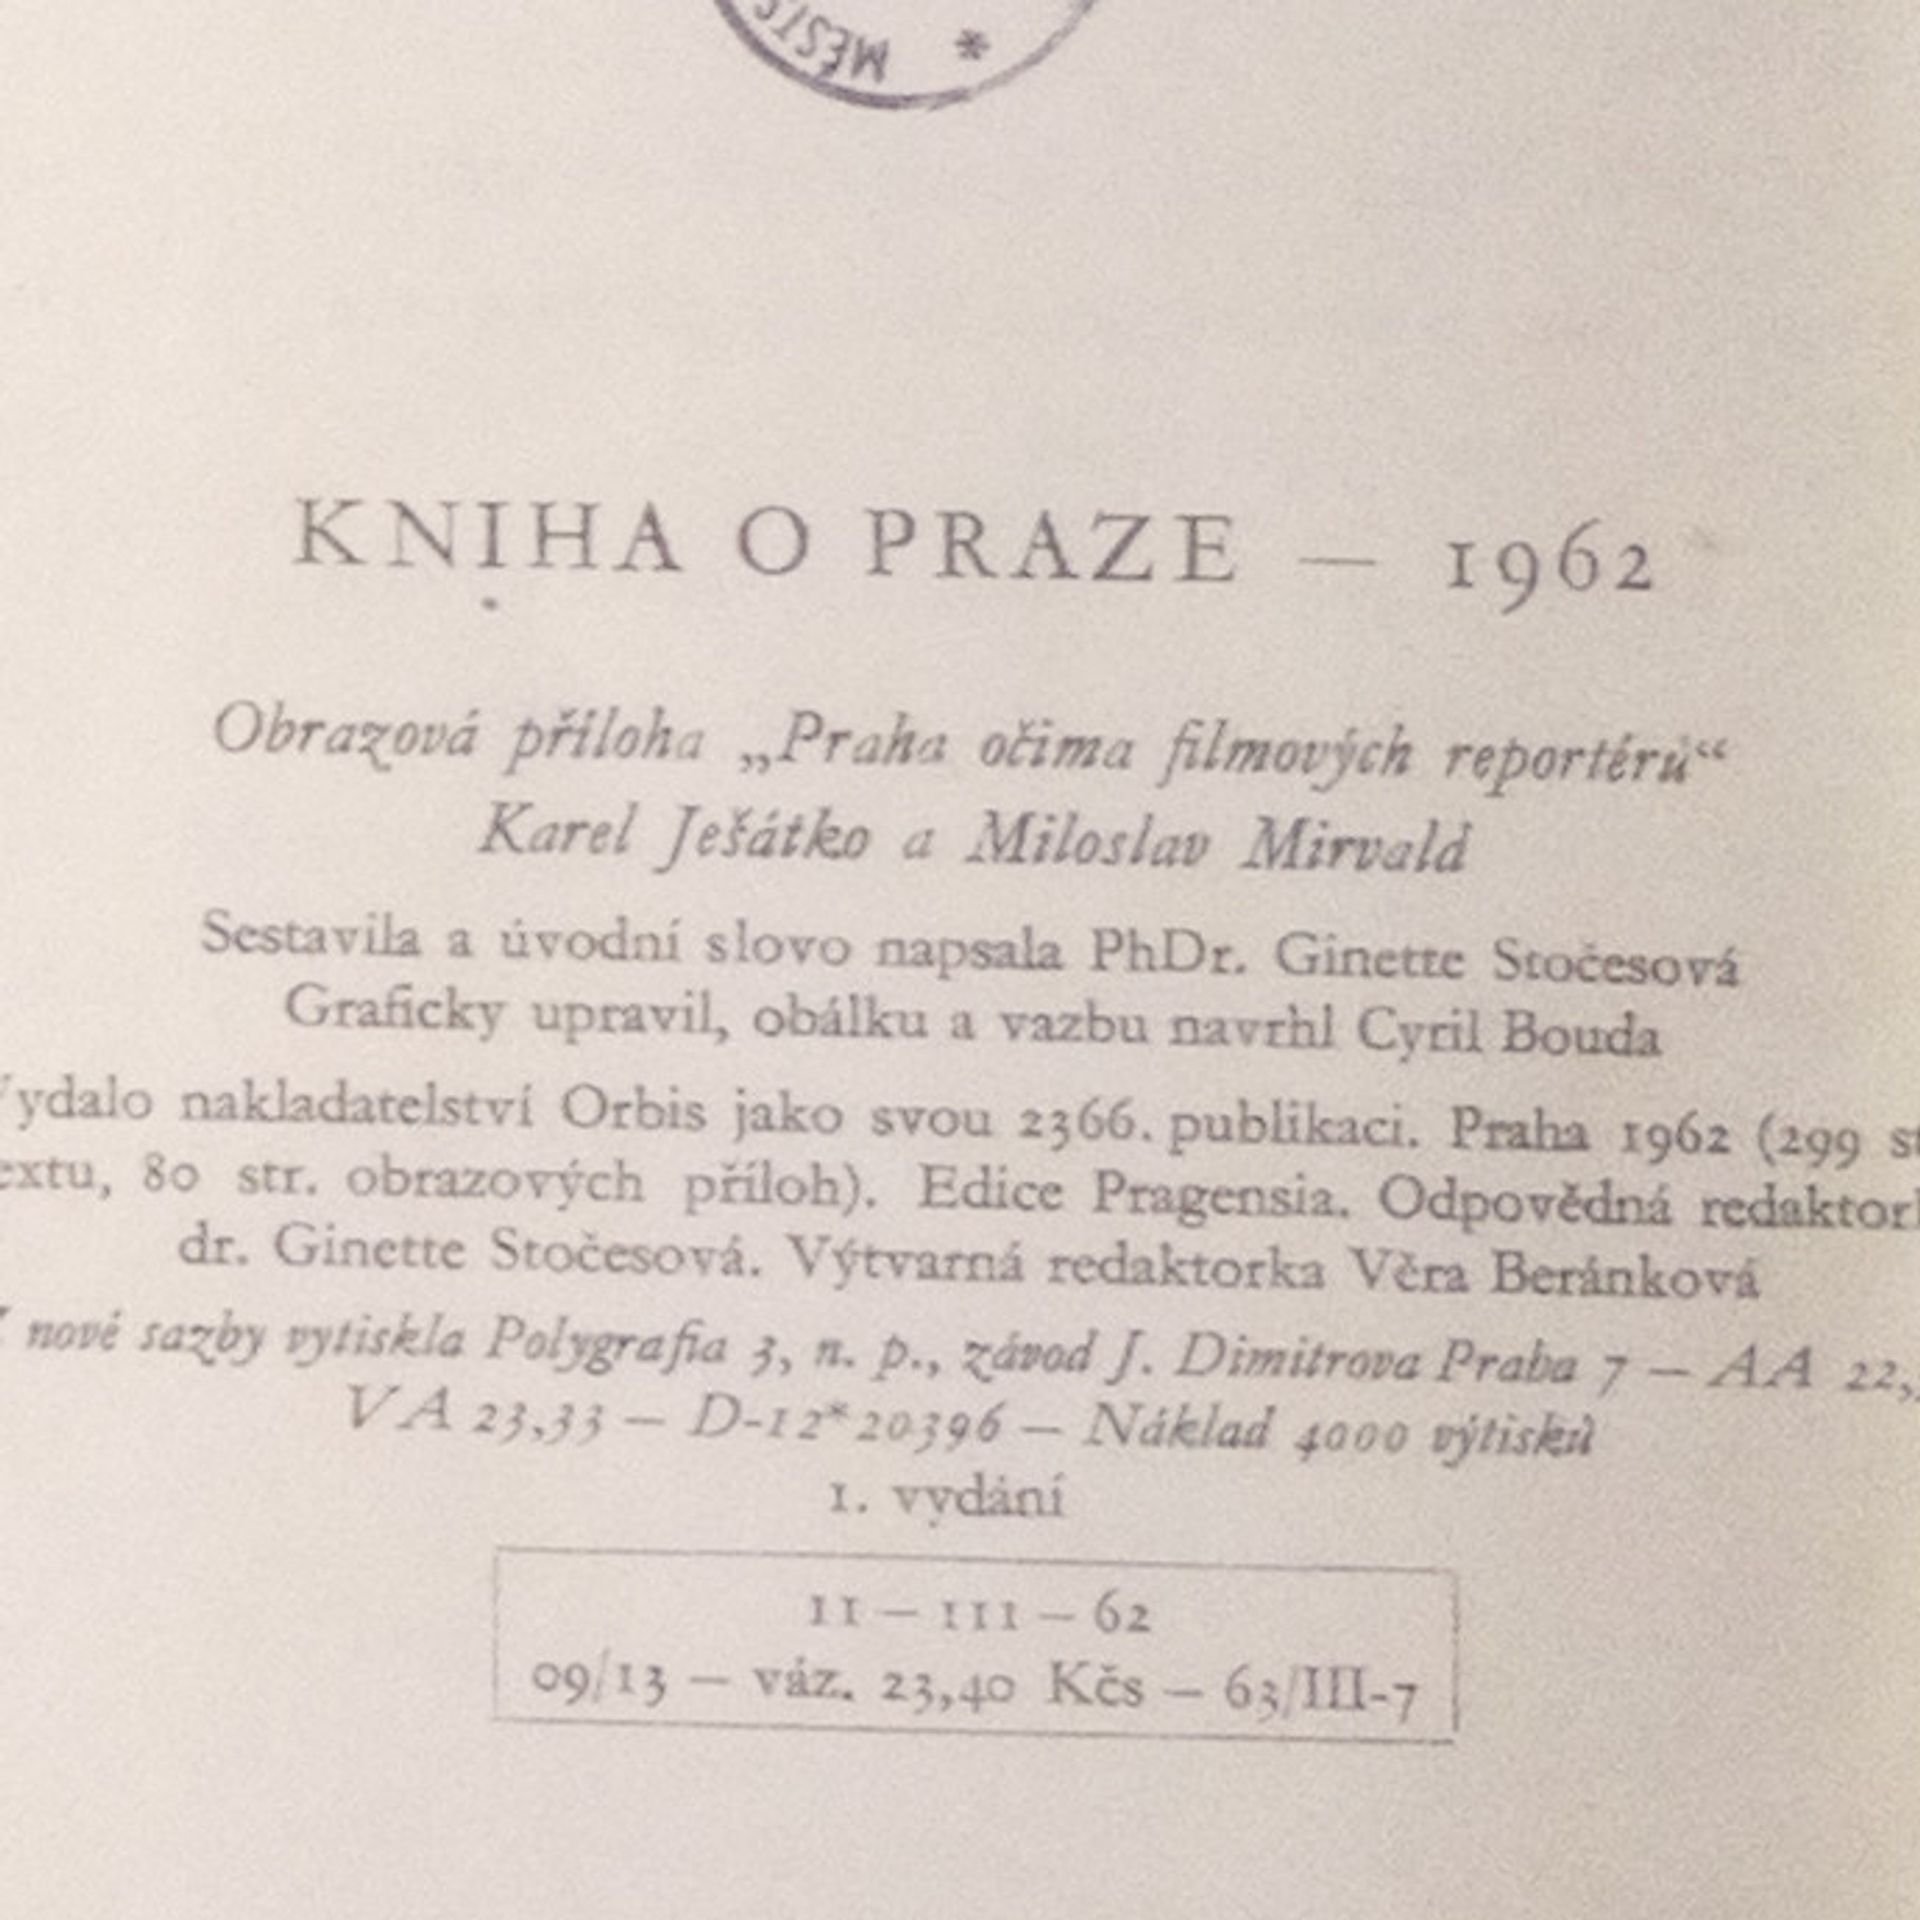 KNIHA O PRAZE — 1962
Obrazová příloha „Praha očima filmových reportérů“
Karel Ješátko a Miloslav Mirvald
Sestavila a úvodní slovo napsala PhDr. Ginette Stočesová
Graficky upravil, obálku a vazbu navrhl Cyril Bouda
ydalo nakladatelství Orbis jako svou 2366. publikaci. Praha 1962 (299 st
extu, 80 str. obrazových příloh). Edice Pragensia. Odpovědná redaktork
dr. Ginette Stočesová. Výtvarná redaktorka Věra Beránková
nové sazby vytiskla Polygrafia 3, n. p., závod J. Dimitrova Praha 7 — AA 22,
VA 23,33 — D-12*20396 — Náklad 4000 výtisků
1. vydání
11 — 111 — 62
09/13 — váz. 23,40 Kčs — 63/III-7